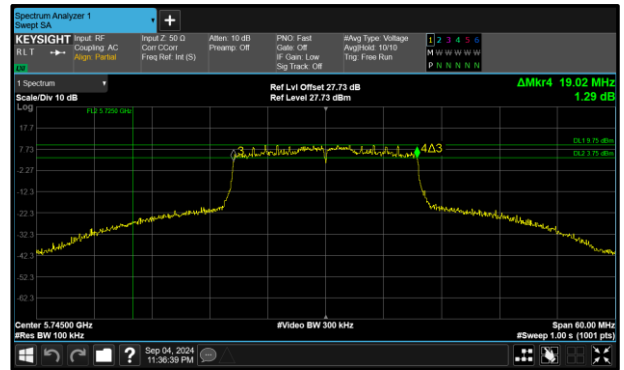 Spectrum Analyzer 1
Swept SA
KEYSIGHT
RLT
Input: RF
Coupling: AC
Align: Partial
Input Z: 50 Ω
Corr CCorr
Freq Ref: Int (S)
Atten: 10 dB
Preamp: Off
PNO: Fast
Gate: Off
IF Gain: Low
Sig Track: Off
#Avg Type: Voltage
Avg|Hold: 10/10
Trig: Free Run
1 2 3 4 5 6
M W W W W W
P N N N N N
1 Spectrum
Scale/Div 10 dB
Ref Lvl Offset 27.73 dB
Ref Level 27.73 dBm
ΔMkr4 19.02 MHz
1.29 dB
Log
FL2 5.7250 GHz
17.7
7.73
-2.27
-12.3
-22.3
-32.3
-42.3
-52.3
-62.3
3
4Δ3
DL1 9.75 dBm
DL2 3.75 dBm
Center 5.74500 GHz
#Res BW 100 kHz
#Video BW 300 kHz
Span 60.00 MHz
#Sweep 1.00 s (1001 pts)
?
Sep 04, 2024
11:36:39 PM